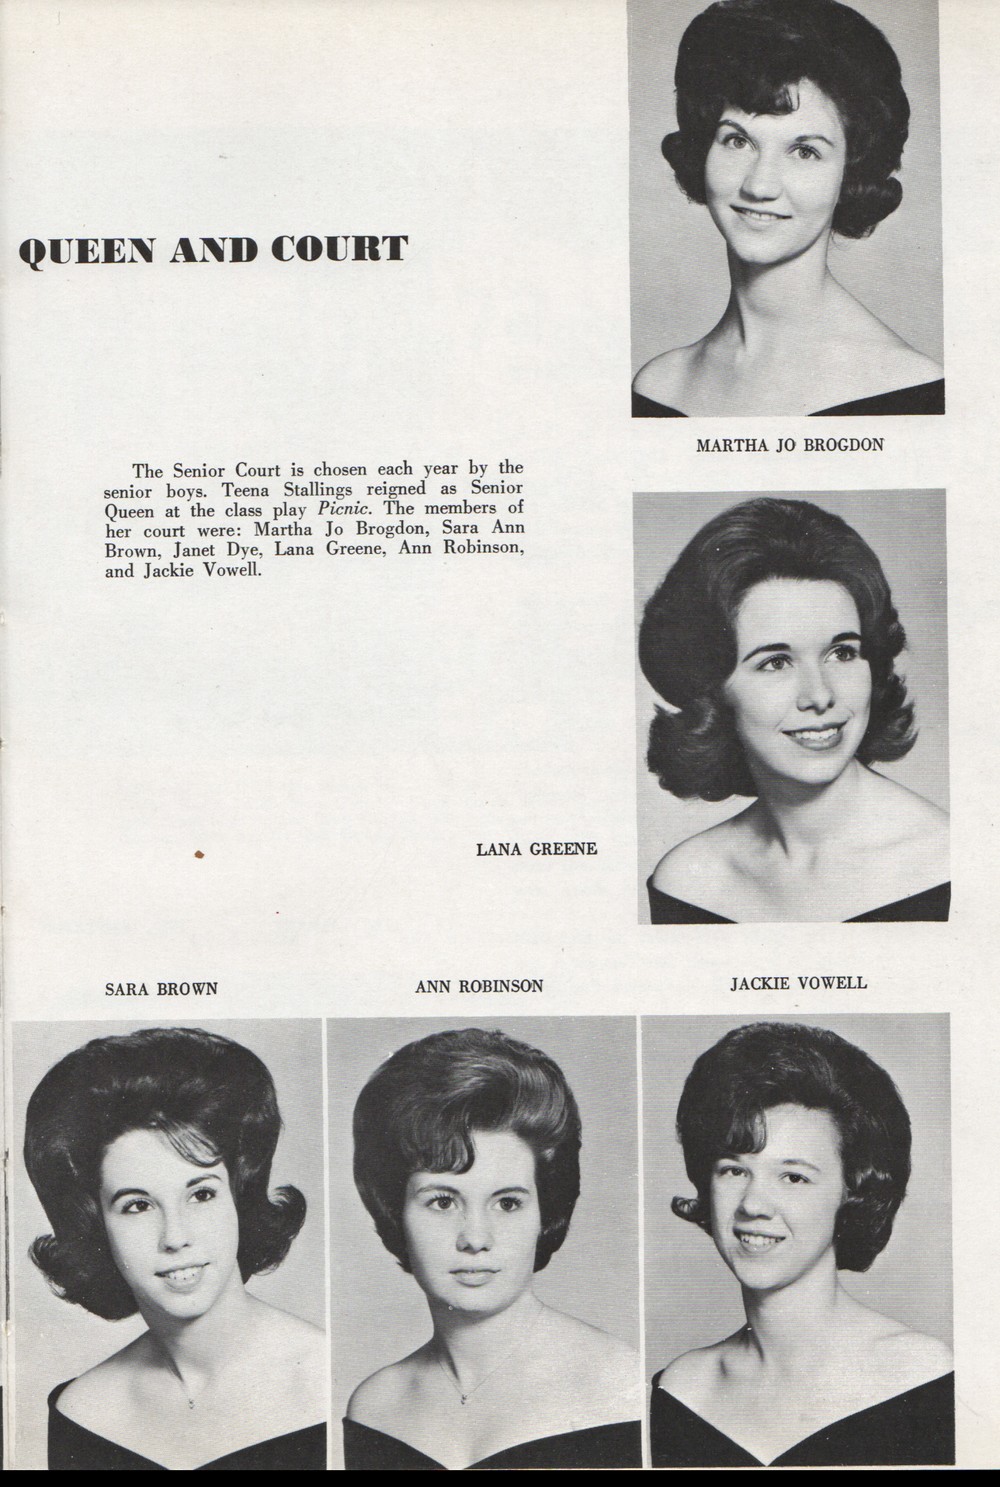 QUEEN AND COURT
MARTHA JO BROGDON
The Senior Court is chosen each year by the
senior boys. Teena Stallings reigned as Senior
Queen at the class play Picnic. The members of
her court were: Martha Jo Brogdon, Sara Ann
Brown, Janet Dye, Lana Greene, Ann Robinson,
and Jackie Vowell.
LANA GREENE
SARA BROWN
ANN ROBINSON
JACKIE VOWELL